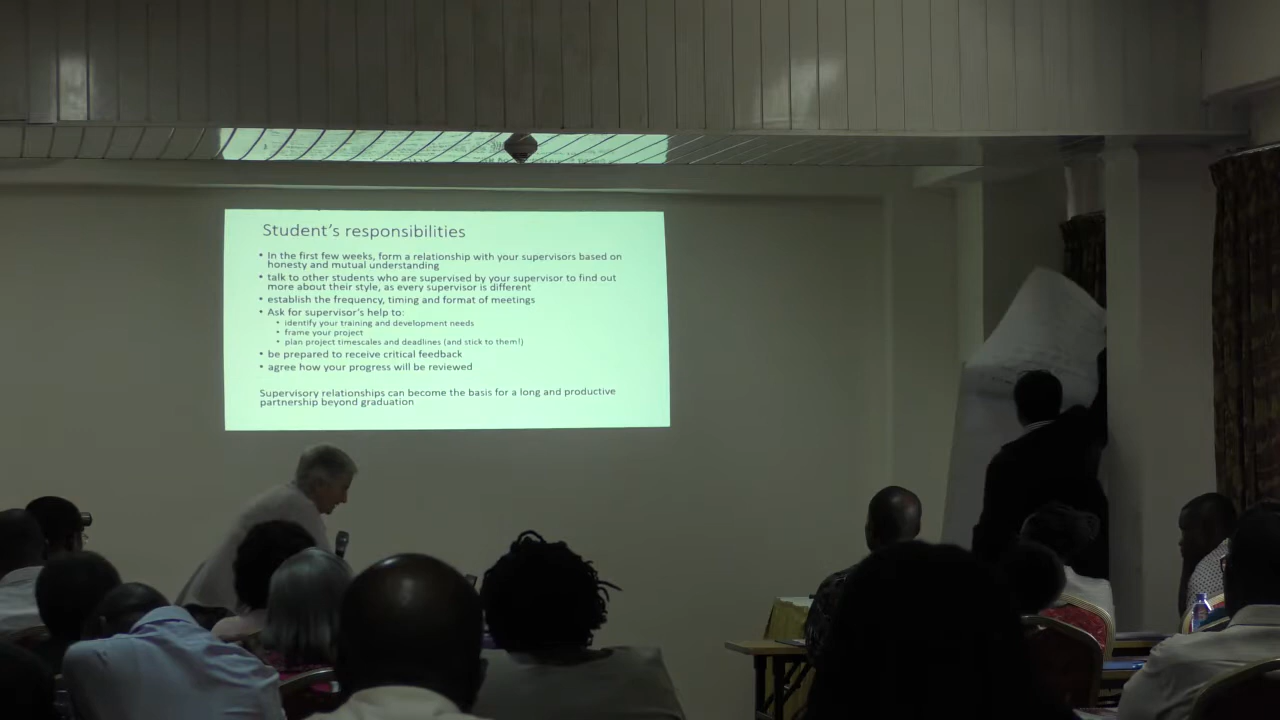 Student's responsibilities
• In the first few weeks, form a relationship with your supervisors based on
honesty and mutual understanding
• talk to other students who are supervised by your supervisor to find out
more about their style, as every supervisor is different
• establish the frequency, timing and format of meetings
• Ask for supervisor's help to:
• identify your training and development needs
• frame your project
• plan project timescales and deadlines (and stick to them!)
• be prepared to receive critical feedback
• agree how your progress will be reviewed
Supervisory relationships can become the basis for a long and productive
partnership beyond graduation